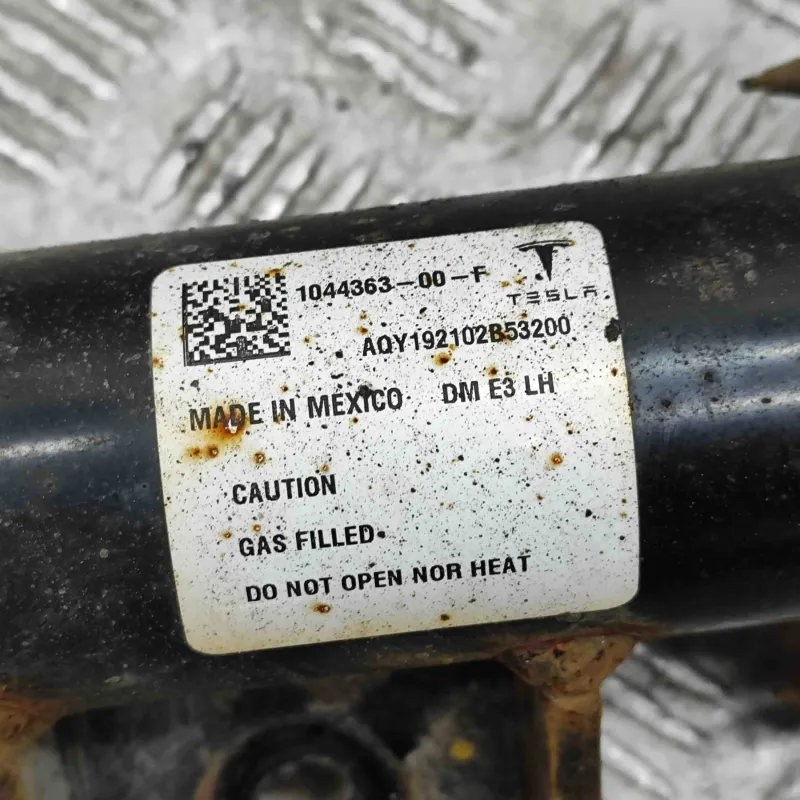 1044363-00-F
TESLA
AQY192102B53200
MADE IN MEXICO DM E3 LH
CAUTION
GAS FILLED
DO NOT OPEN NOR HEAT